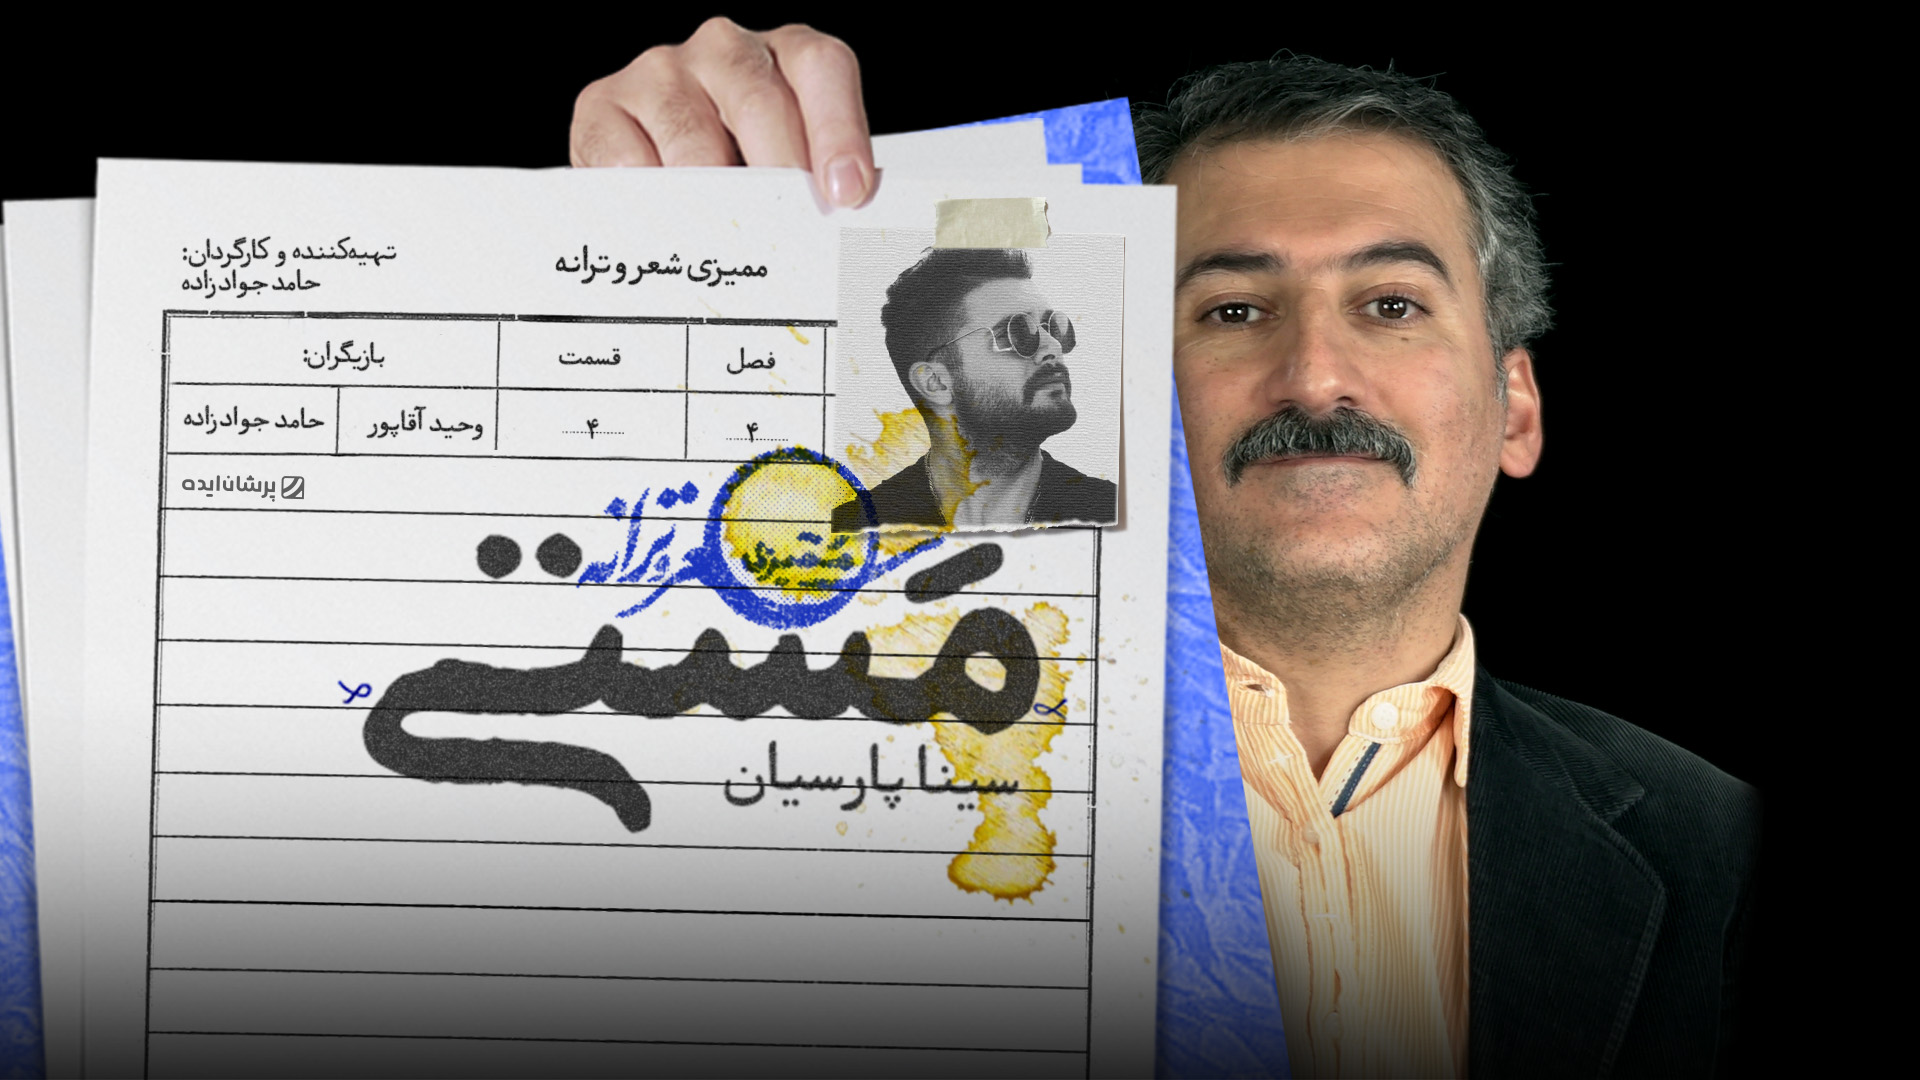 ممیزی شعر و ترانه
تهیه‌کننده و کارگردان:
حامد جوادزاده
فصل
قسمت
بازیگران:
۴
۴
وحید آقاپور
حامد جوادزاده
پرشان ایده
ممیزی
شعر و ترانه
مَستی
سینا پارسیان